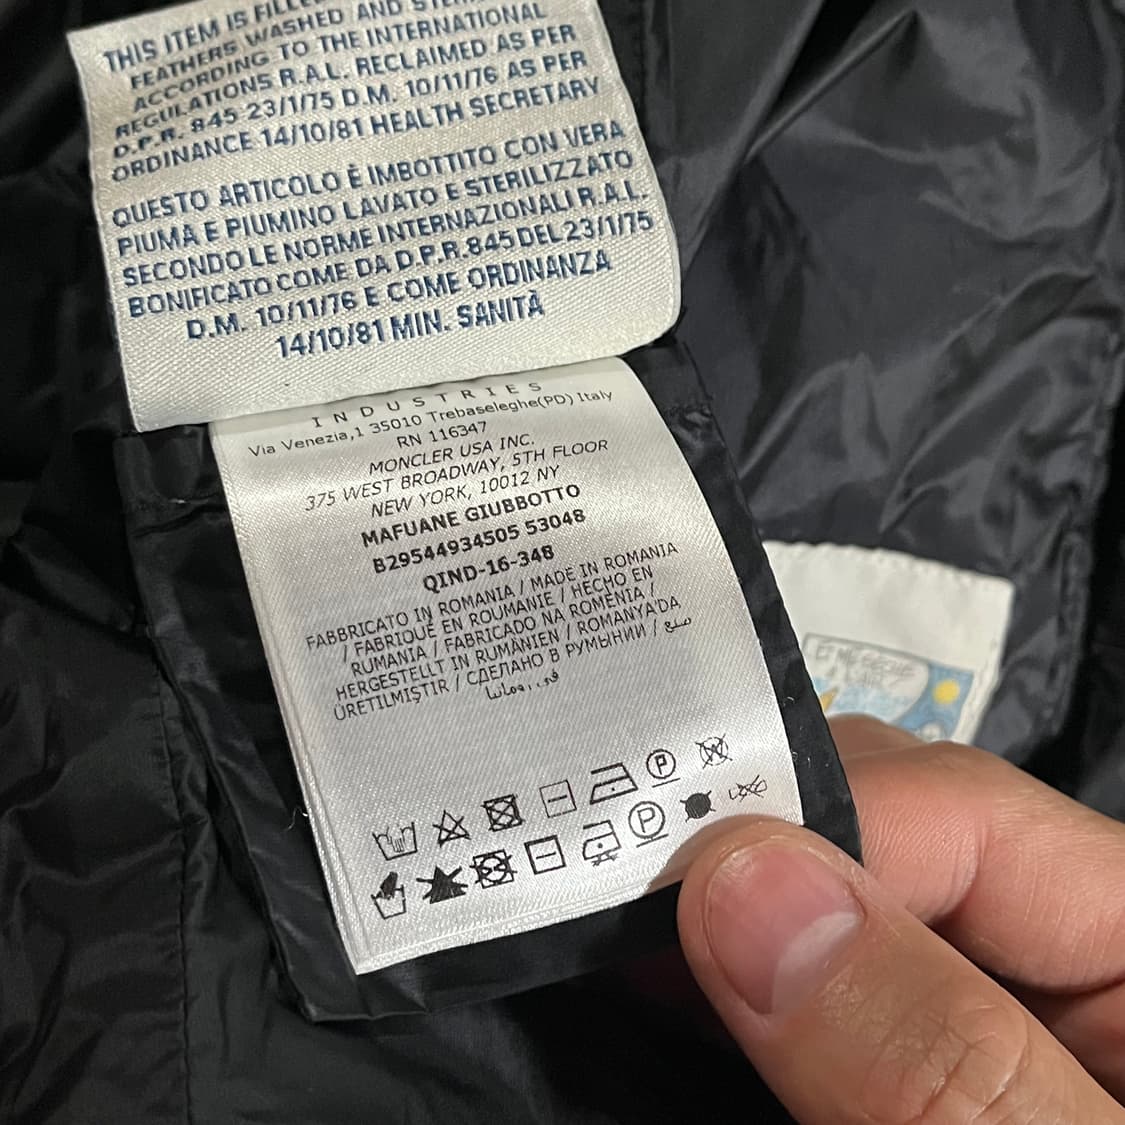 THIS ITEM IS FILLED
FEATHERS WASHED AND
ACCORDING TO THE INTERNATIONAL
REGULATIONS R.A.L. RECLAIMED AS PER
D.P.R. 845 23/1/75 D.M. 10/11/76 AS PER
ORDINANCE 14/10/81 HEALTH SECRETARY
QUESTO ARTICOLO È IMBOTTITO CON VERA
PIUMA E PIUMINO LAVATO E STERILIZZATO
SECONDO LE NORME INTERNAZIONALI R.A.L.
BONIFICATO COME DA D.P.R. 845 DEL 23/1/75
D.M. 10/11/76 E COME ORDINANZA
14/10/81 MIN. SANITÀ
INDUSTRIES
Via Venezia,1 35010 Trebaseleghe(PD) Italy
RN 116347
MONCLER USA INC.
375 WEST BROADWAY, 5TH FLOOR
NEW YORK, 10012 NY
MAFUANE GIUBBOTTO
B29544934505 53048
QIND-16-348
FABBRICATO IN ROMANIA / MADE IN ROMANIA
/ FABRIQUÉ EN ROUMANIE / HECHO EN
RUMANIA / FABRICADO NA ROMÉNIA /
HERGESTELLT IN RUMÄNIEN / ROMANYA'DA
ÜRETILMIŞTIR / СДЕЛАНО В РУМЫНИИ / صنع
في رومانيا
P
P